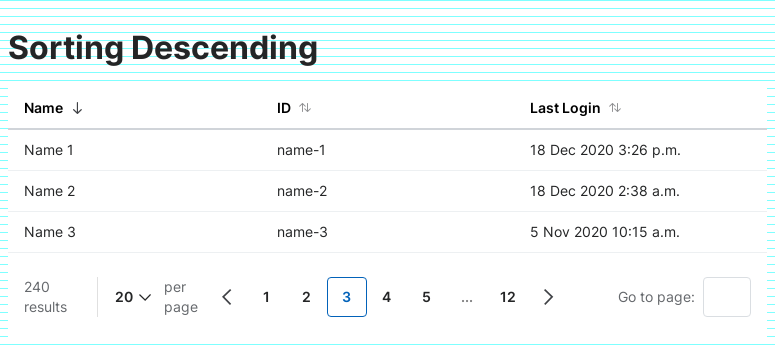 Sorting Descending
Name ID Last Login
Name 1 name-1 18 Dec 2020 3:26 p.m.
Name 2 name-2 18 Dec 2020 2:38 a.m.
Name 3 name-3 5 Nov 2020 10:15 a.m.
240 results 20 per page 1 2 3 4 5 ... 12 Go to page: